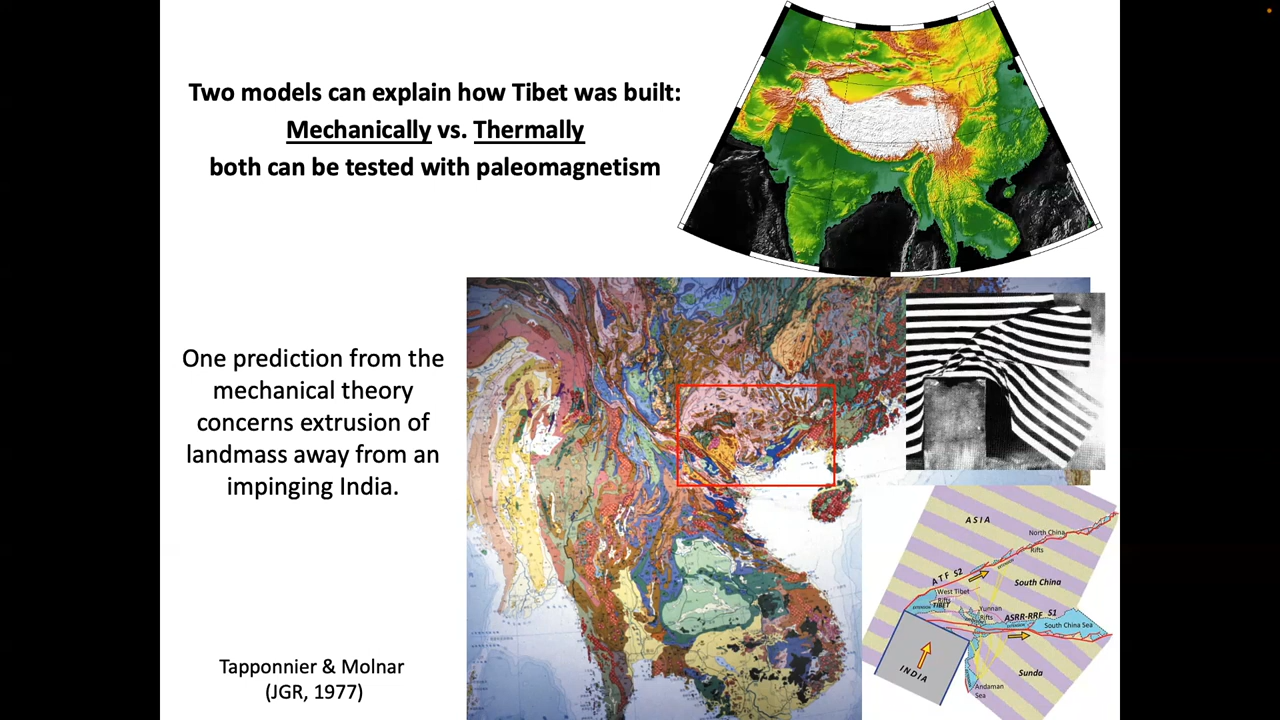 Two models can explain how Tibet was built:
Mechanically vs. Thermally
both can be tested with paleomagnetism
One prediction from the
mechanical theory
concerns extrusion of
landmass away from an
impinging India.
Tapponnier & Molnar
(JGR, 1977)
ASIA
North China
Rifts
EXTENSION
ATF S2
South China
West Tibet
Rifts
EXTENSION
TIBET
Yunnan
Rifts
ASRR-RRF S1
EXTENSION
South China Sea
INDIA
Sunda
Andaman
Sea